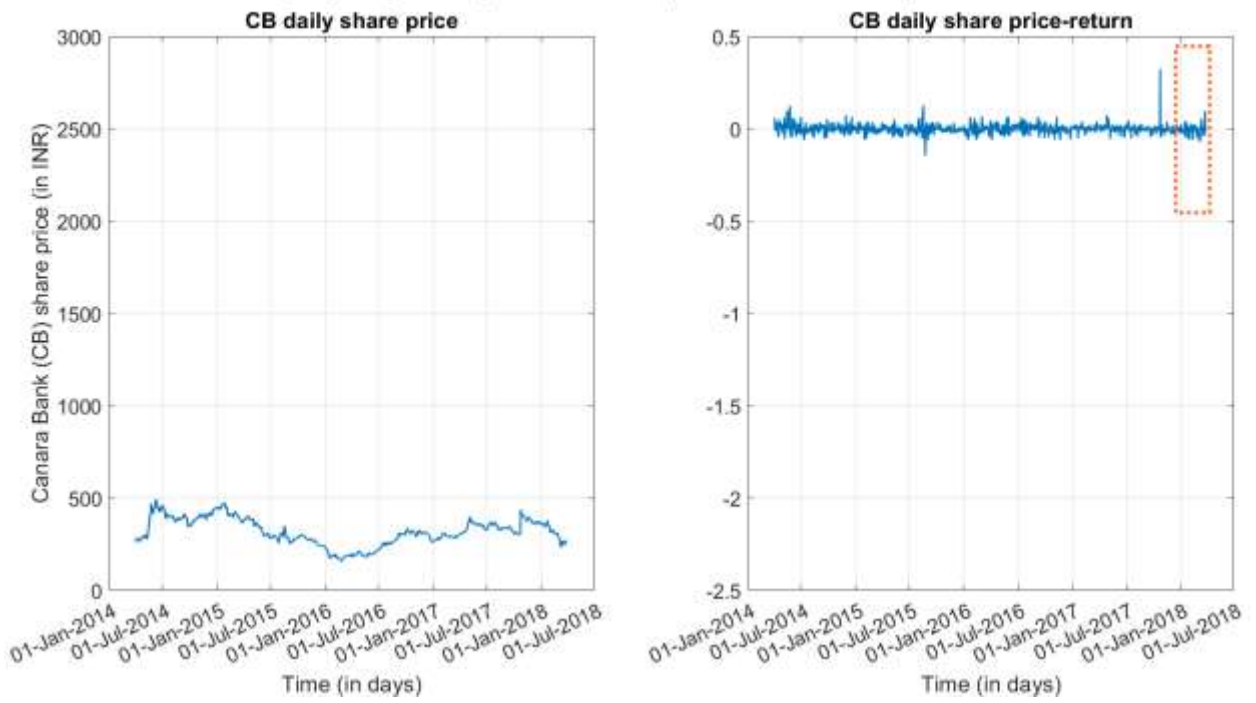 CB daily share price
3000
2500
2000
1500
1000
500
0
Canara Bank (CB) share price (in INR)
01-Jan-2014
01-Jul-2014
01-Jan-2015
01-Jul-2015
01-Jan-2016
01-Jul-2016
01-Jan-2017
01-Jul-2017
01-Jan-2018
01-Jul-2018
Time (in days)
CB daily share price-return
0.5
0
-0.5
-1
-1.5
-2
-2.5
01-Jan-2014
01-Jul-2014
01-Jan-2015
01-Jul-2015
01-Jan-2016
01-Jul-2016
01-Jan-2017
01-Jul-2017
01-Jan-2018
01-Jul-2018
Time (in days)